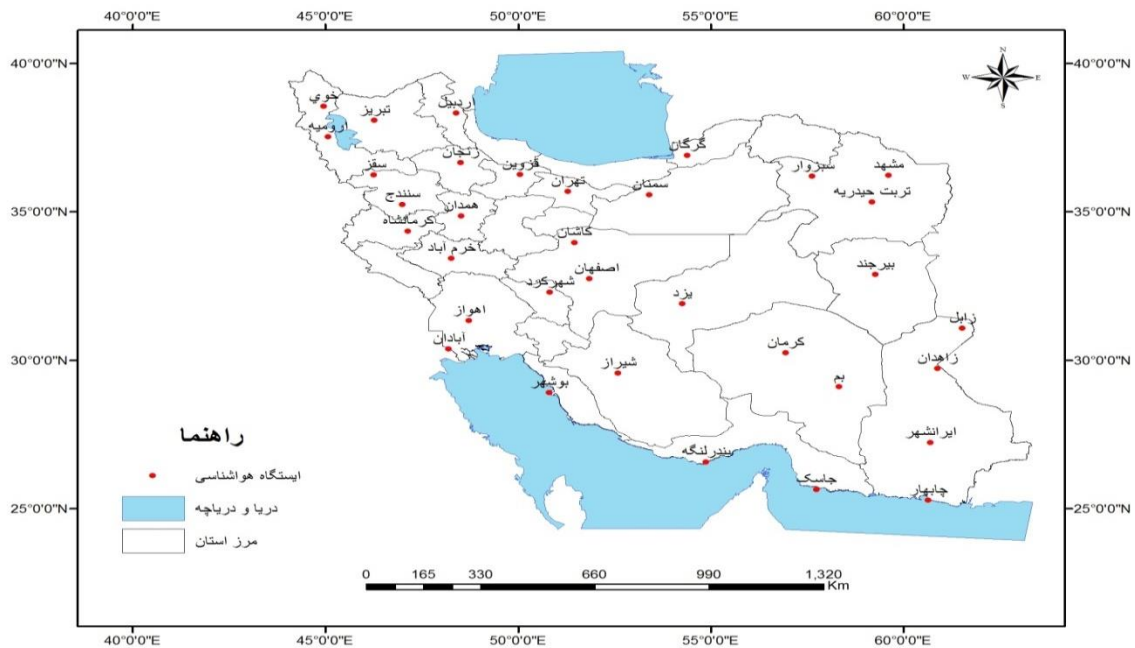 40°0'0"E 45°0'0"E 50°0'0"E 55°0'0"E 60°0'0"E
40°0'0"N 40°0'0"N
N
W E
S
خوي
تبریز
اردبیل
ارومیه
گرگان
زنجان
قزوین
سقز
تهران
سمنان
سبزوار
مشهد
تربت حیدریه
سنندج
همدان
35°0'0"N 35°0'0"N
کرمانشاه
کاشان
خرم آباد
اصفهان
شهرکرد
بیرجند
یزد
اهواز
زابل
آبادان
30°0'0"N 30°0'0"N
کرمان
زاهدان
شیراز
بم
بوشهر
ایرانشهر
بندرلنگه
جاسک
چابهار
25°0'0"N 25°0'0"N
راهنما
ایستگاه هواشناسی
دریا و دریاچه
مرز استان
0 165 330 660 990 1,320
Km
40°0'0"E 45°0'0"E 50°0'0"E 55°0'0"E 60°0'0"E